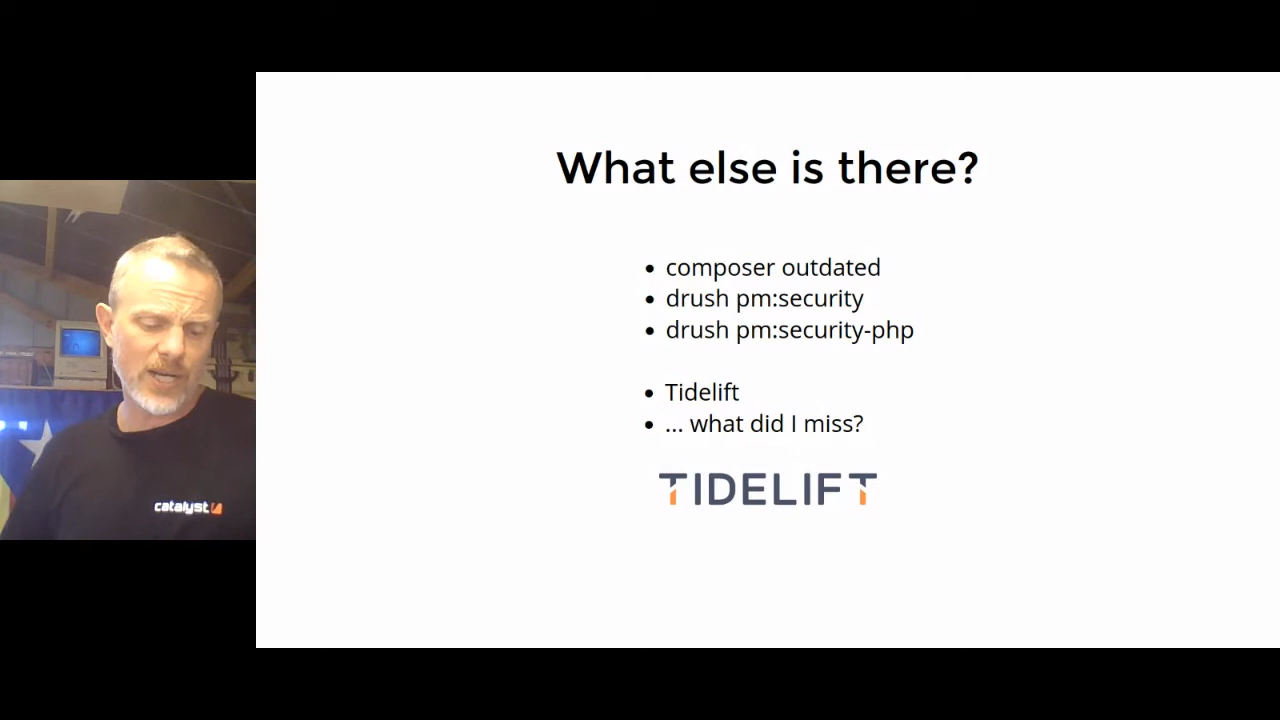 What else is there?
composer outdated
drush pm:security
drush pm:security-php
Tidelift
... what did I miss?
TIDELIFT
catalyst